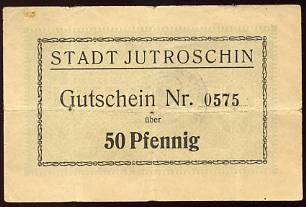 STADT JUTROSCHIN
Gutschein Nr. 0575
über
50 Pfennig